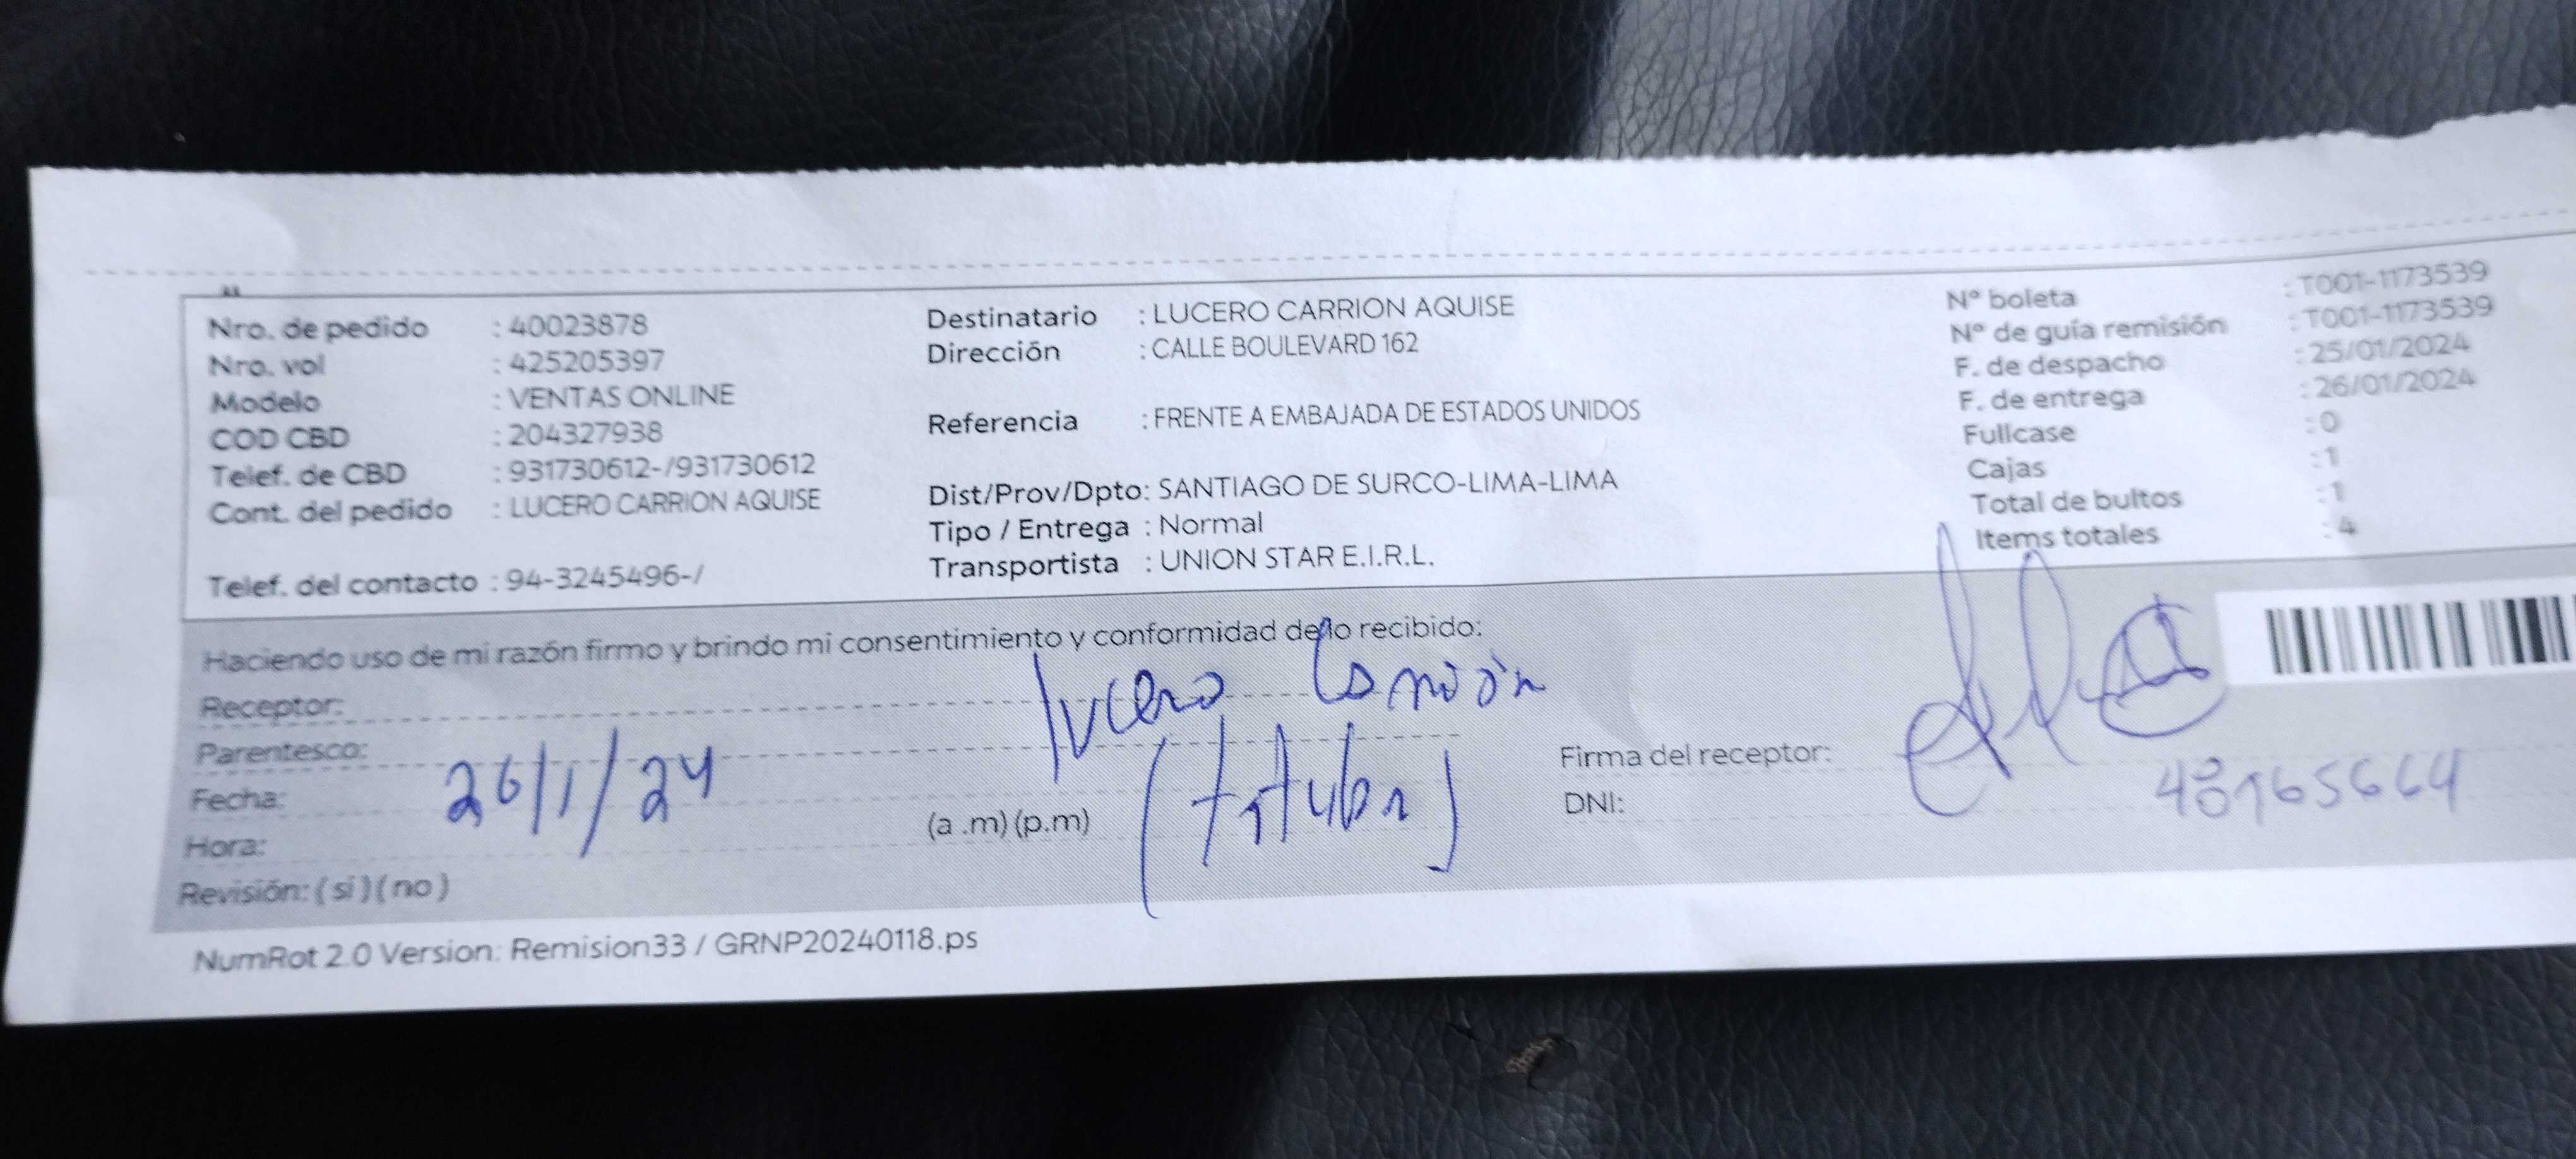 Nro. de pedido : 40023878
Nro. vol : 425205397
Modelo : VENTAS ONLINE
COD CBD : 204327938
Telef. de CBD : 931730612-/931730612
Cont. del pedido : LUCERO CARRION AQUISE
Telef. del contacto : 94-3245496-/
Destinatario : LUCERO CARRION AQUISE
Dirección : CALLE BOULEVARD 162
Referencia : FRENTE A EMBAJADA DE ESTADOS UNIDOS
Dist/Prov/Dpto: SANTIAGO DE SURCO-LIMA-LIMA
Tipo / Entrega : Normal
Transportista : UNION STAR E.I.R.L.
Nº boleta : T001-1173539
Nº de guía remisión : T001-1173539
F. de despacho : 25/01/2024
F. de entrega : 26/01/2024
Fullcase : 0
Cajas : 1
Total de bultos : 1
Items totales : 4
Haciendo uso de mi razón firmo y brindo mi consentimiento y conformidad de lo recibido:
Receptor: Lucero Carrión
Parentesco: (titular)
Fecha: 26/1/24
Hora: (a .m) (p.m)
Revisión: ( si ) ( no )
Firma del receptor:
DNI: 48165664
NumRot 2.0 Version: Remision33 / GRNP20240118.ps